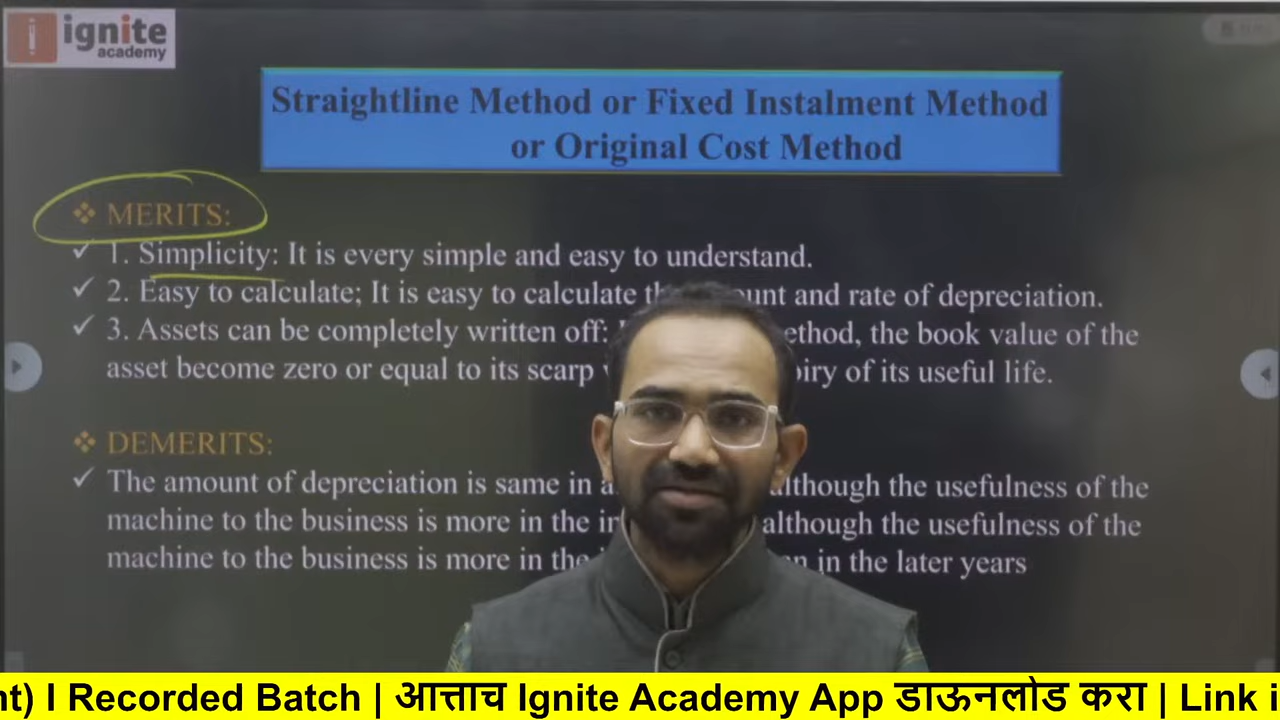 ignite
academy
Straightline Method or Fixed Instalment Method
or Original Cost Method
❖ MERITS:
✓ 1. Simplicity: It is every simple and easy to understand.
✓ 2. Easy to calculate; It is easy to calculate unt and rate of depreciation.
✓ 3. Assets can be completely written off: ethod, the book value of the
asset become zero or equal to its scarp piry of its useful life.
❖ DEMERITS:
✓ The amount of depreciation is same in although the usefulness of the
machine to the business is more in the although the usefulness of the
machine to the business is more in the in the later years
nt) l Recorded Batch | आत्ताच Ignite Academy App डाऊनलोड करा | Link i